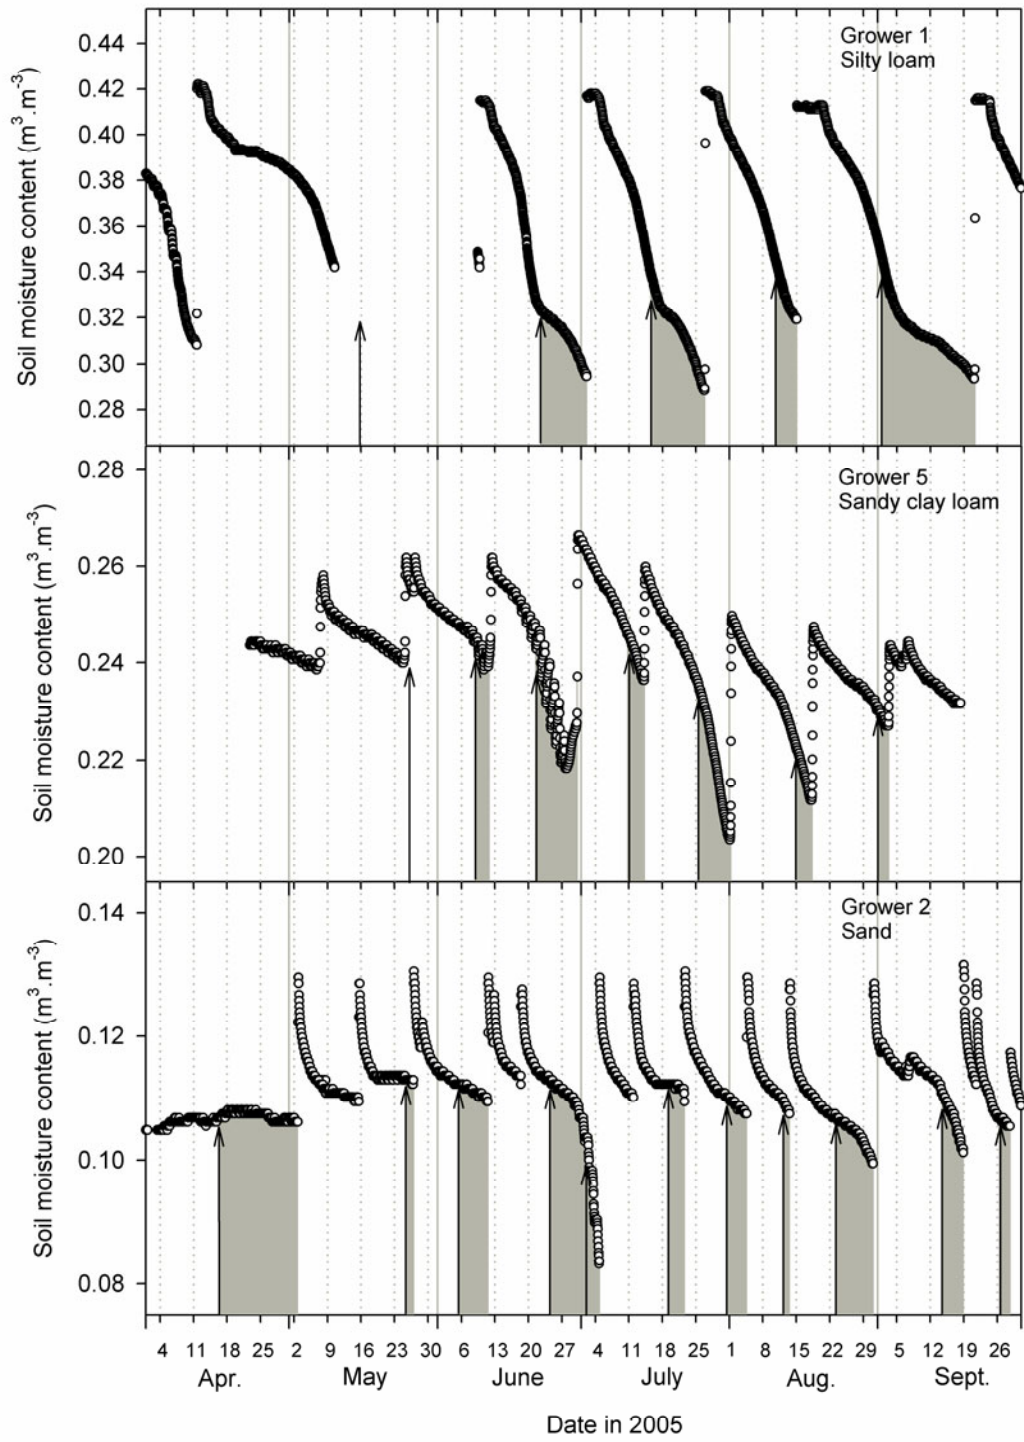 Grower 1
Silty loam
Soil moisture content (m³.m⁻³)
0.44
0.42
0.40
0.38
0.36
0.34
0.32
0.30
0.28
Grower 5
Sandy clay loam
Soil moisture content (m³.m⁻³)
0.28
0.26
0.24
0.22
0.20
Grower 2
Sand
Soil moisture content (m³.m⁻³)
0.14
0.12
0.10
0.08
4 11 18 25 2 9 16 23 30 6 13 20 27 4 11 18 25 1 8 15 22 29 5 12 19 26
Apr. May June July Aug. Sept.
Date in 2005